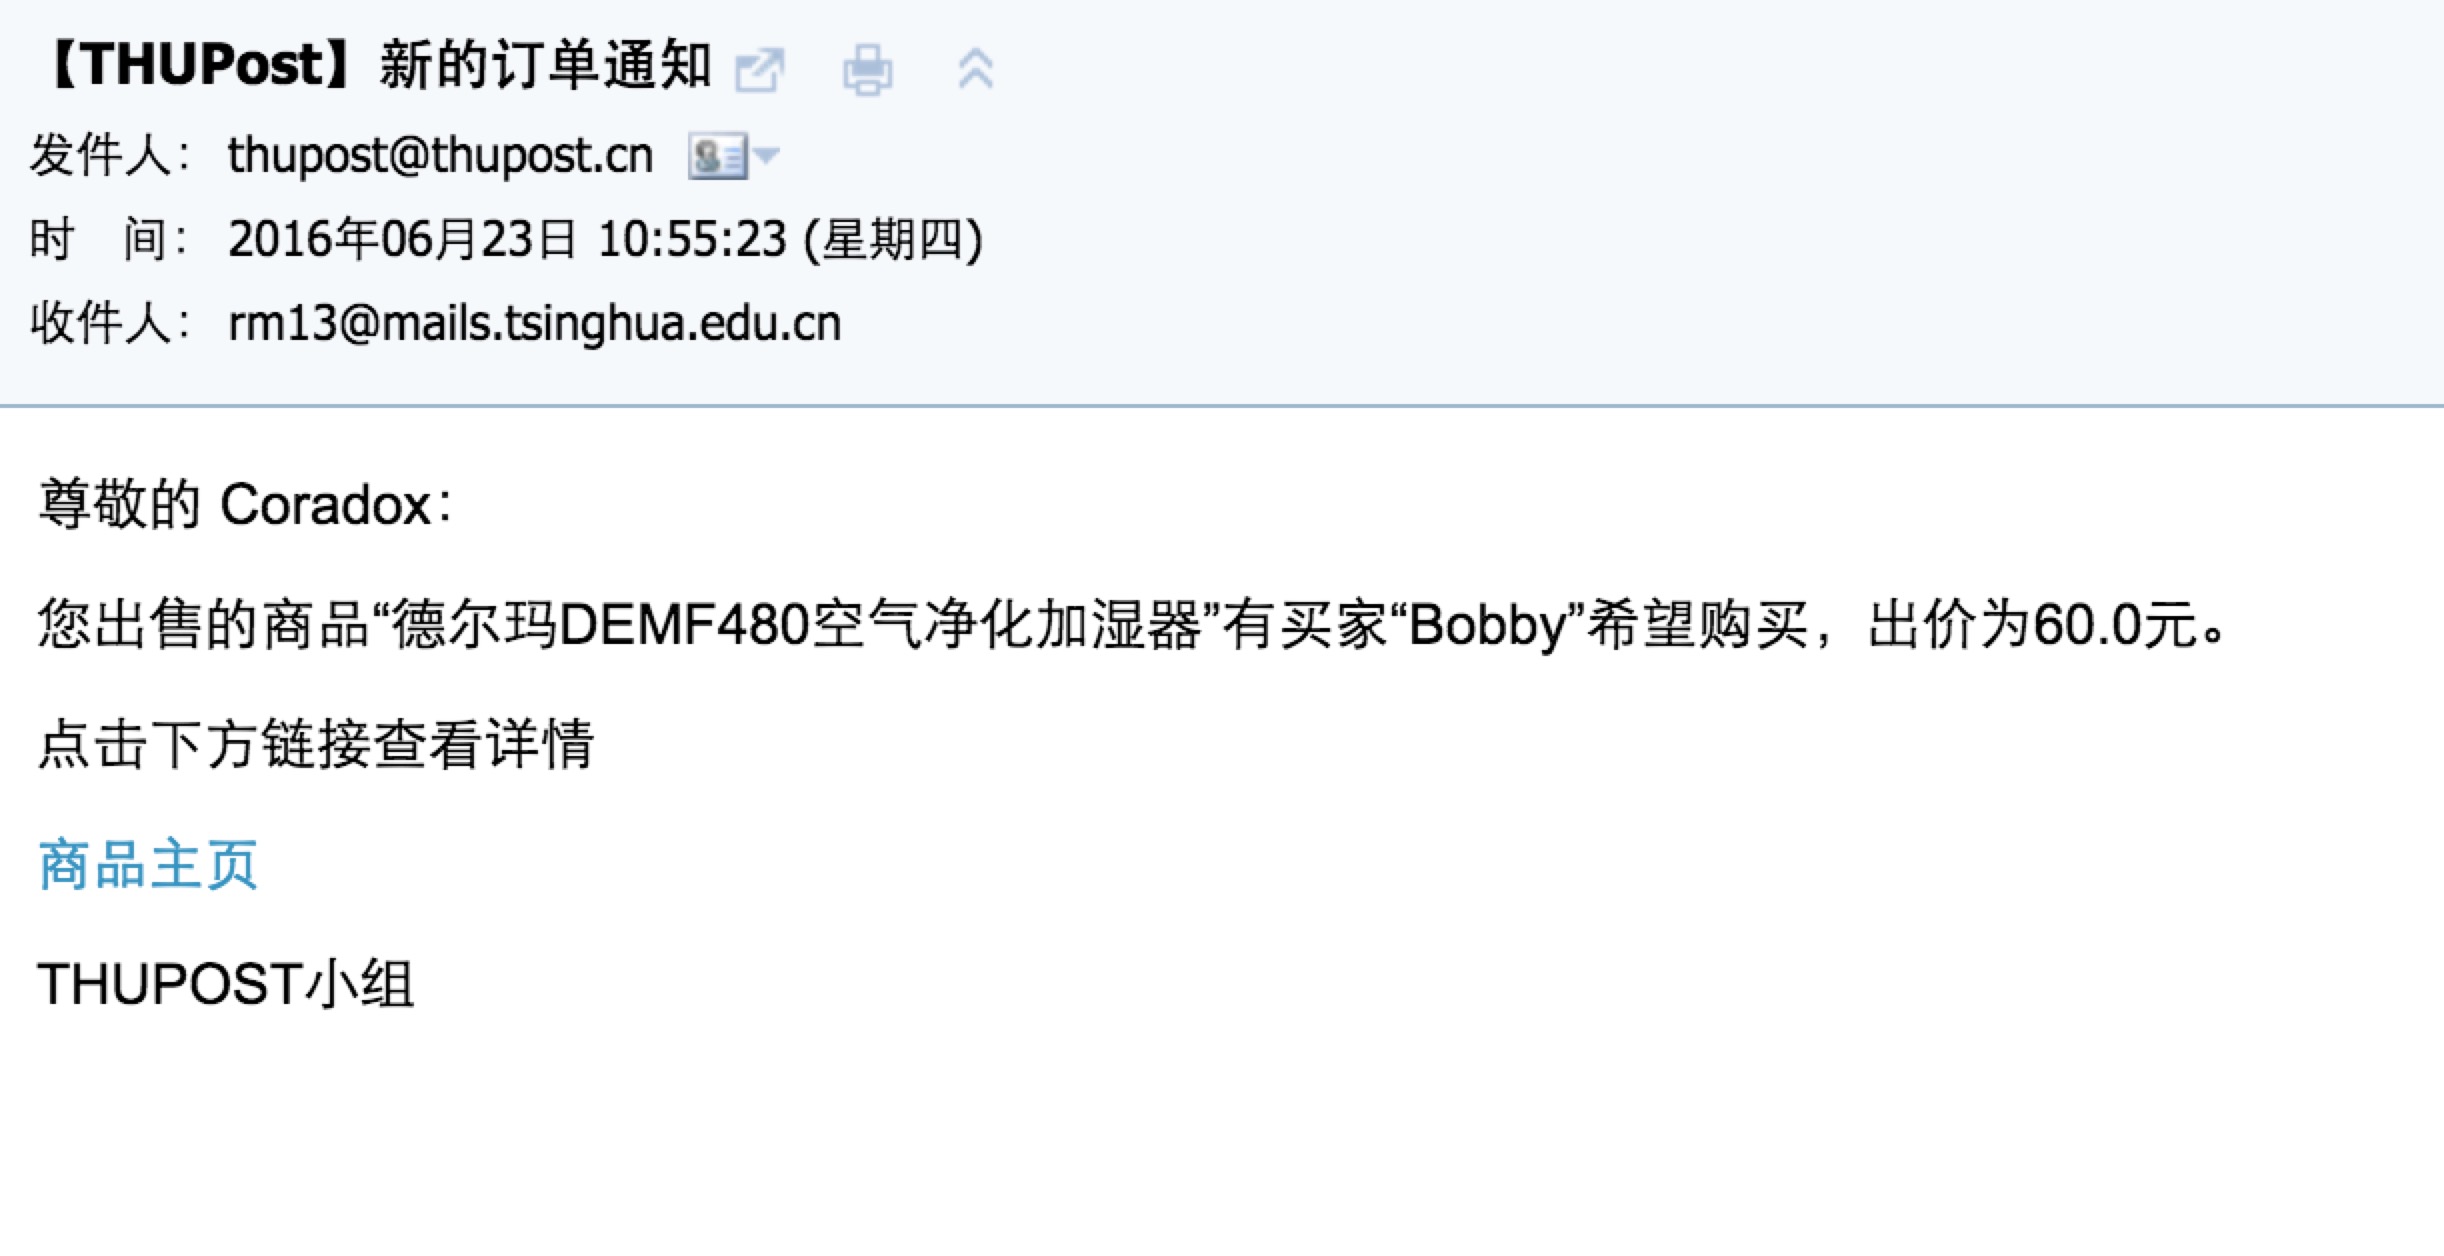 【THUPost】新的订单通知
发件人： thupost@thupost.cn
时　间： 2016年06月23日 10:55:23 (星期四)
收件人： rm13@mails.tsinghua.edu.cn
尊敬的 Coradox：
您出售的商品“德尔玛DEMF480空气净化加湿器”有买家“Bobby”希望购买，出价为60.0元。
点击下方链接查看详情
商品主页
THUPOST小组